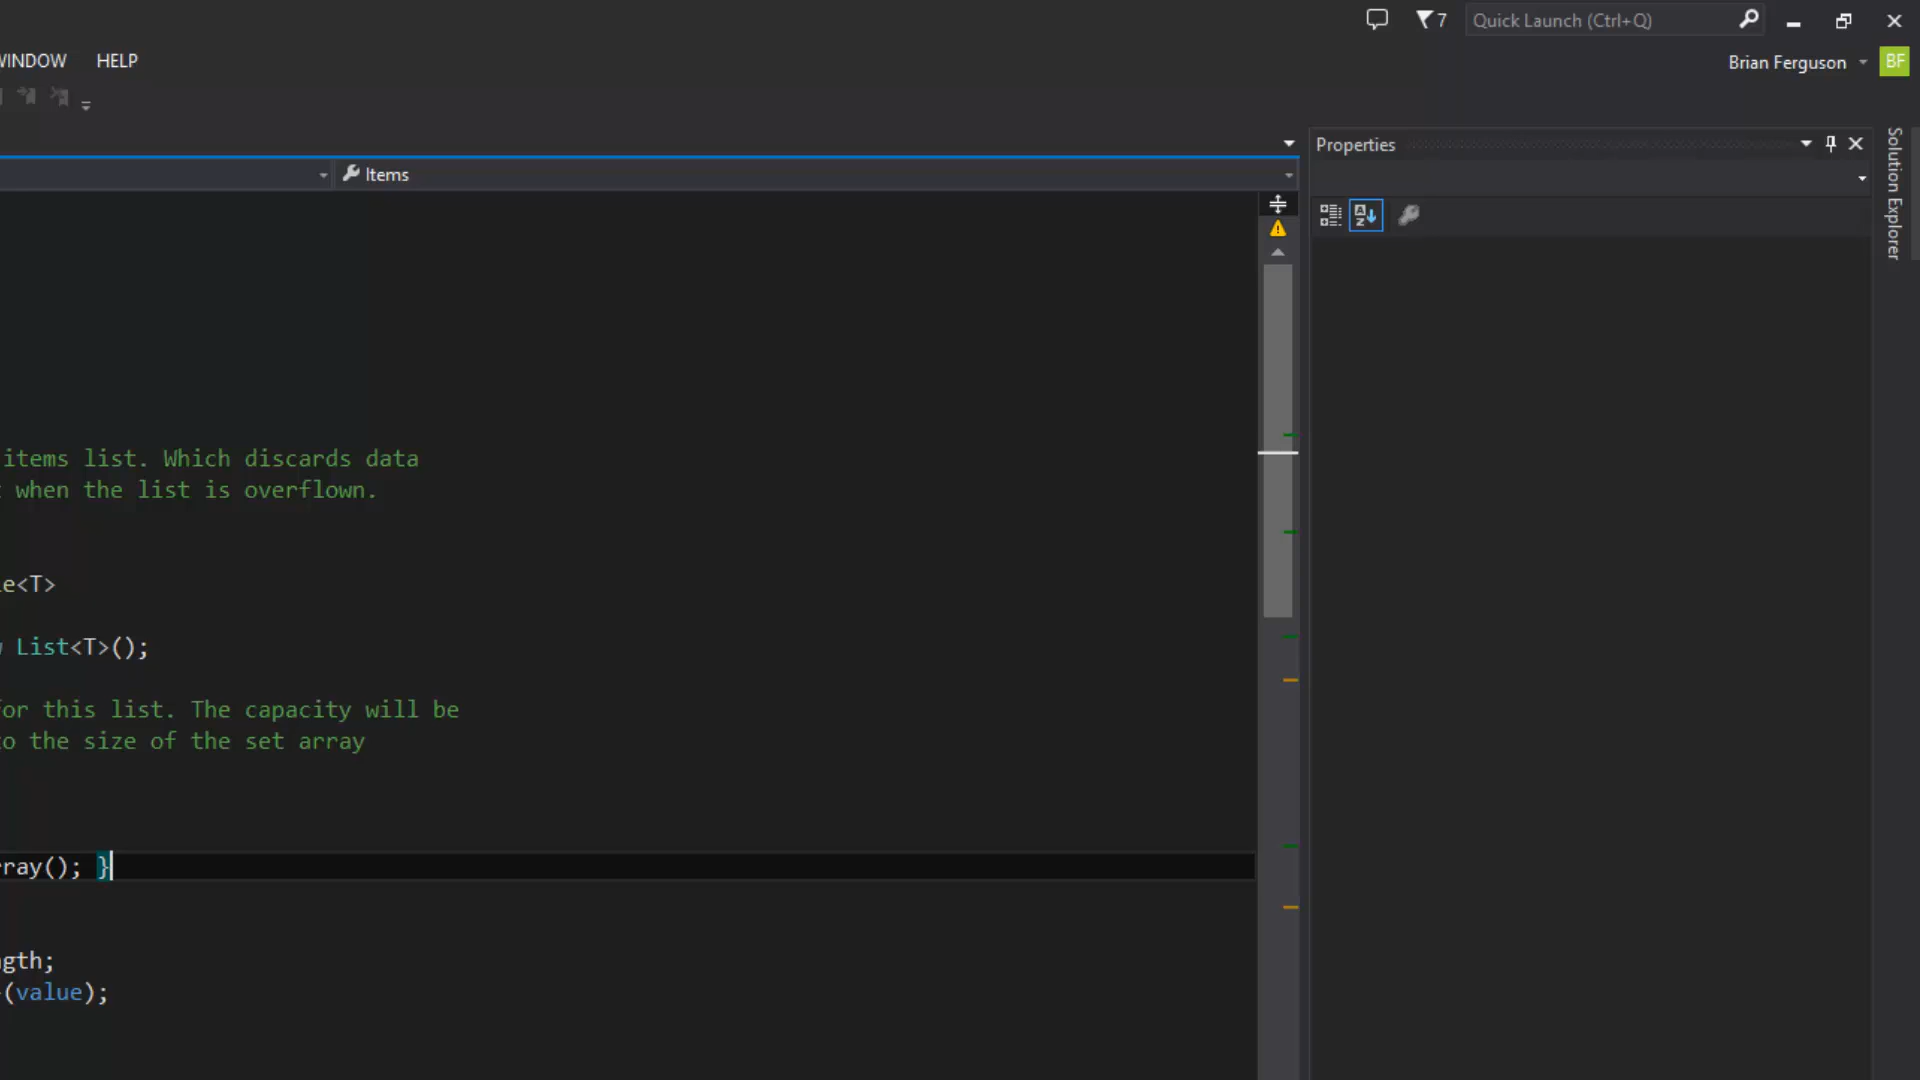 7
Quick Launch (Ctrl+Q)
WINDOW HELP
Brian Ferguson BF
Properties
Solution Explorer
Items
items list. Which discards data
when the list is overflown.
e<T>
List<T>();
or this list. The capacity will be
o the size of the set array
ray(); }
gth;
(value);